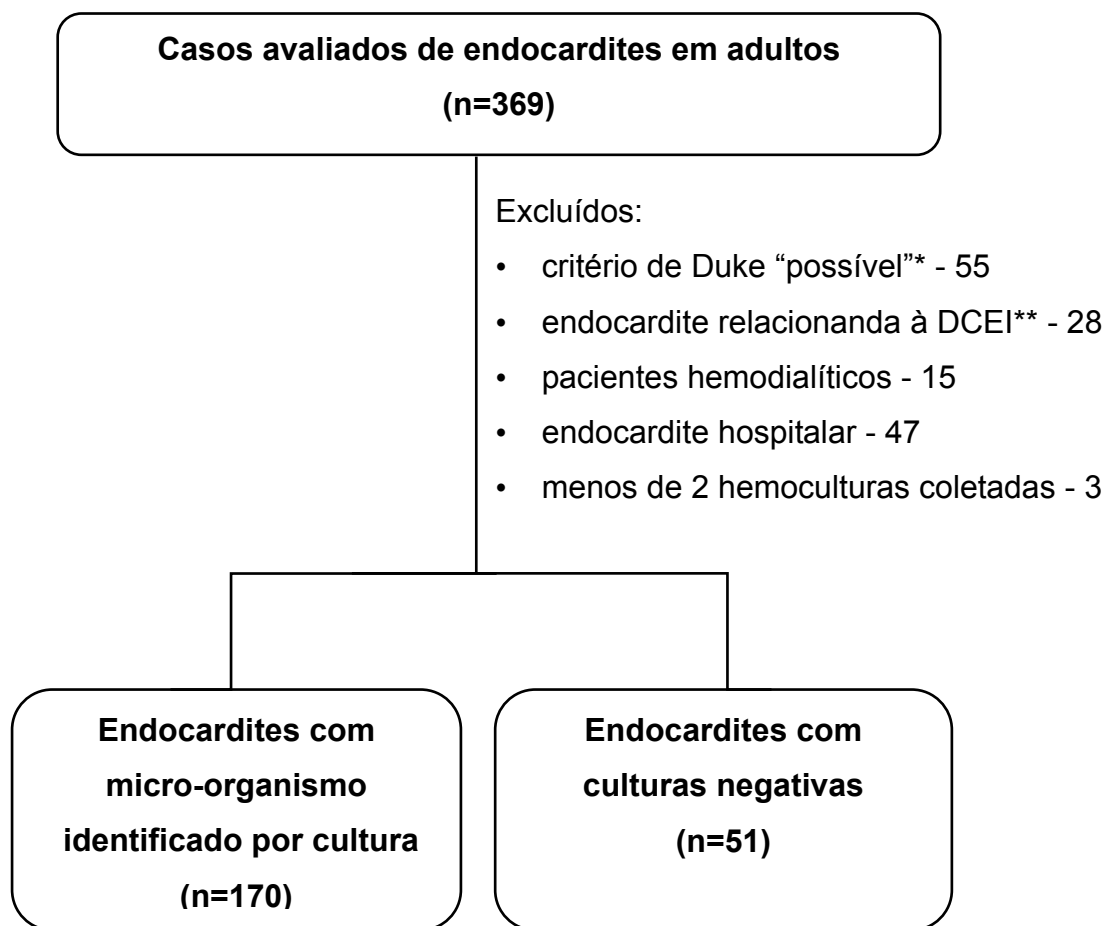 Casos avaliados de endocardites em adultos
(n=369)
Excluídos:
• critério de Duke “possível”* - 55
• endocardite relacionanda à DCEI** - 28
• pacientes hemodialíticos - 15
• endocardite hospitalar - 47
• menos de 2 hemoculturas coletadas - 3
Endocardites com
micro-organismo
identificado por cultura
(n=170)
Endocardites com
culturas negativas
(n=51)